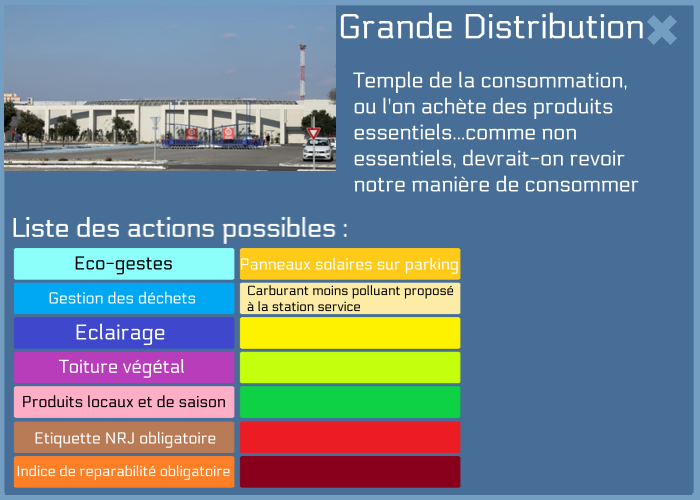 Grande Distribution
Temple de la consommation,
ou l'on achète des produits
essentiels...comme non
essentiels, devrait-on revoir
notre manière de consommer
Liste des actions possibles :
Eco-gestes
Panneaux solaires sur parking
Gestion des déchets
Carburant moins polluant proposé
à la station service
Eclairage
Toiture végétal
Produits locaux et de saison
Etiquette NRJ obligatoire
Indice de reparabilité obligatoire